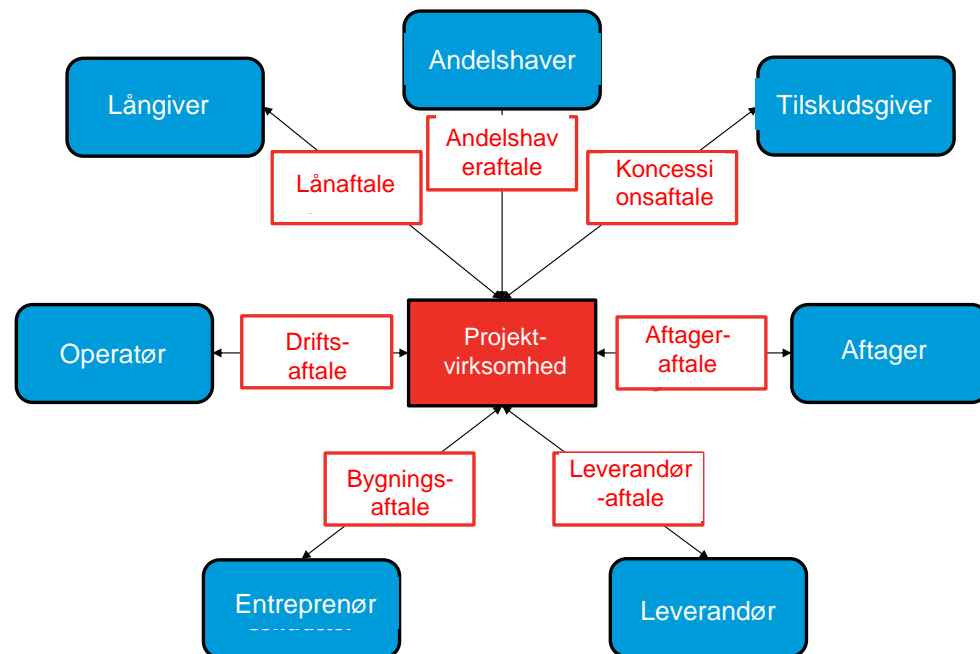 Andelshaver
Långiver
Tilskudsgiver
Andelshav
eraftale
Lånaftale
Koncessi
onsaftale
Operatør
Drifts-
aftale
Projekt-
virksomhed
Aftager-
aftale
Aftager
Bygnings-
aftale
Leverandør
-aftale
Entreprenør
Leverandør